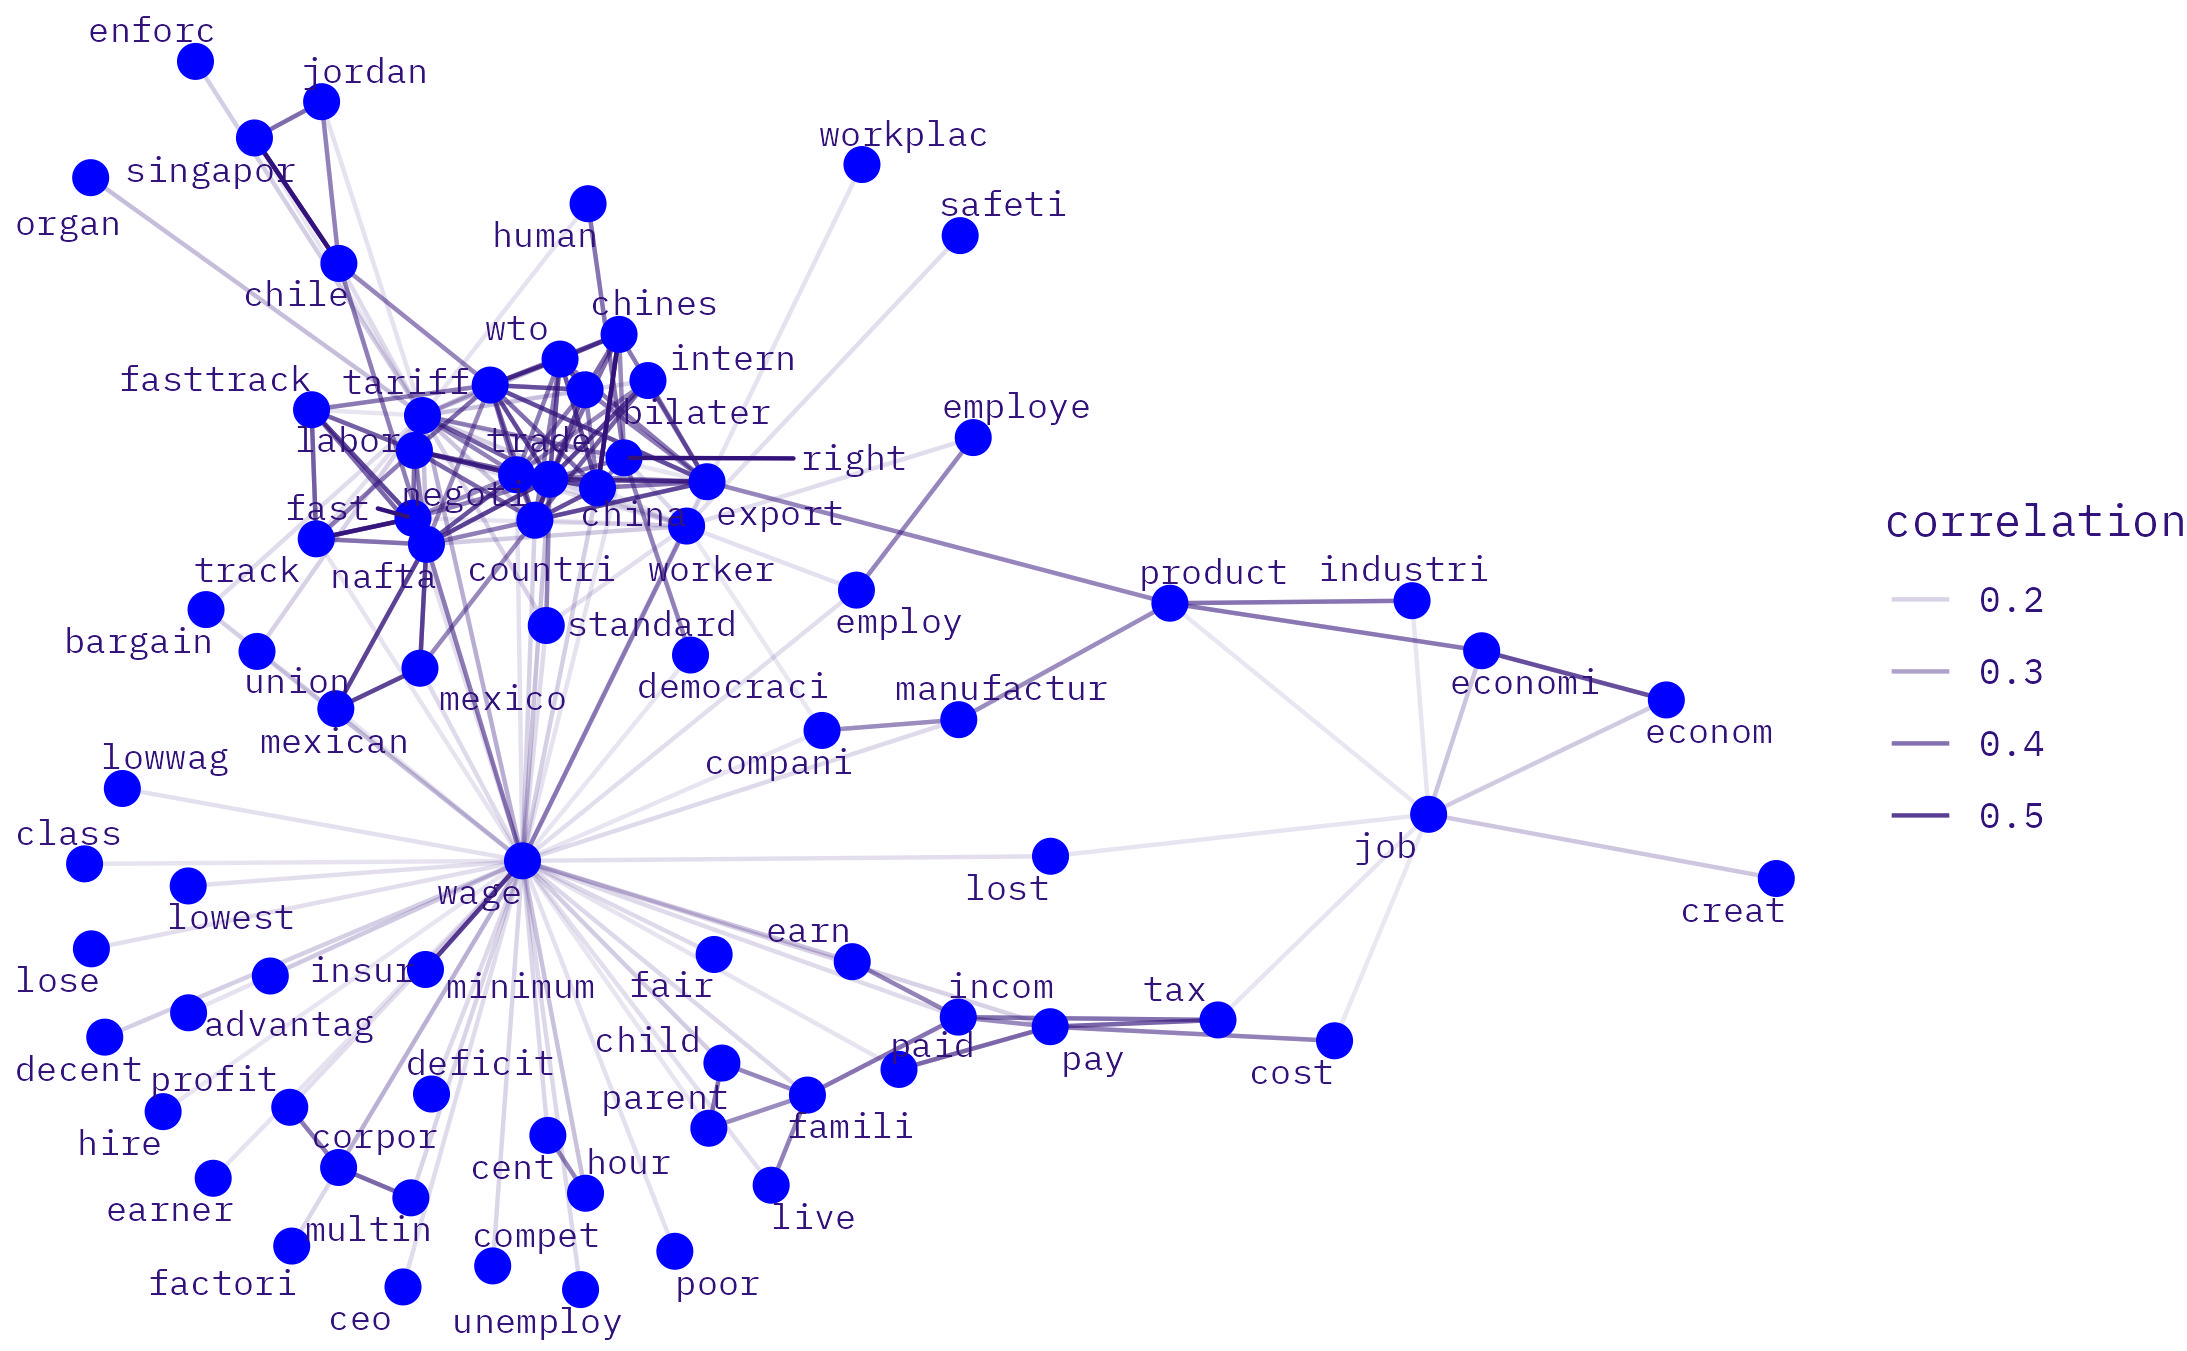 enforc
jordan
singapor
organ
workplac
safeti
human
chile
chines
wto
intern
fasttrack
tariff
bilater
employe
labor
trade
right
negoti
fast
china
export
track
nafta
countri
worker
bargain
standard
employ
product
industri
union
mexico
democraci
manufactur
economi
econom
mexican
compani
lowwag
class
wage
job
lowest
lost
creat
earn
lose
insur
minimum
fair
incom
tax
advantag
child
paid
decent
profit
deficit
pay
cost
parent
hire
corpor
famili
cent
hour
earner
multin
live
compet
factori
poor
ceo
unemploy
correlation
0.2
0.3
0.4
0.5